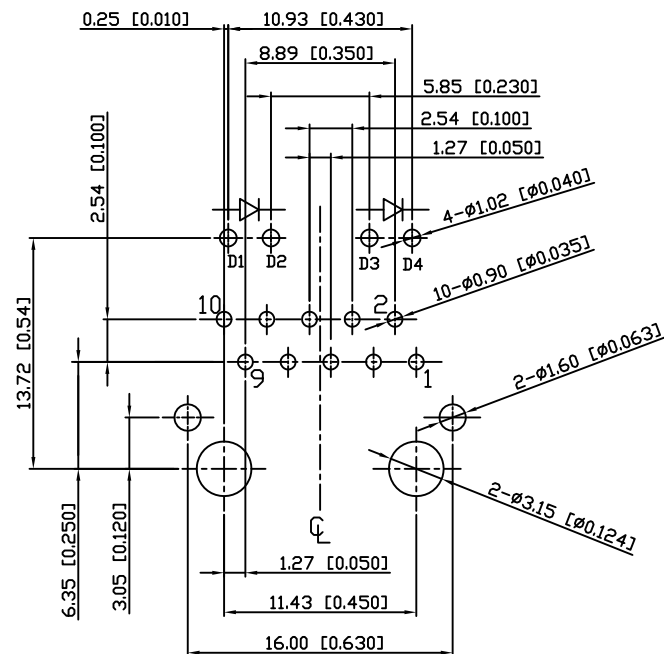 0.25 [0.010]
10.93 [0.430]
8.89 [0.350]
5.85 [0.230]
2.54 [0.100]
1.27 [0.050]
2.54 [0.100]
4-ø1.02 [ø0.040]
D1
D2
D3
D4
10-ø0.90 [ø0.035]
10
2
13.72 [0.54]
9
1
2-ø1.60 [ø0.063]
2-ø3.15 [ø0.124]
6.35 [0.250]
3.05 [0.120]
CL
1.27 [0.050]
11.43 [0.450]
16.00 [0.630]